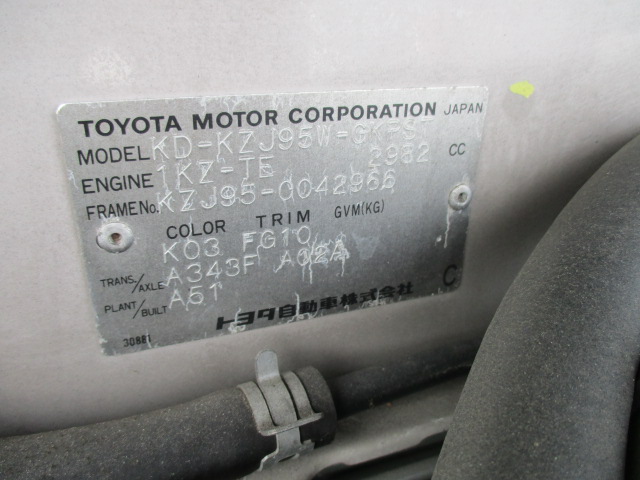 TOYOTA MOTOR CORPORATION JAPAN
MODEL KD-KZJ95W-GKPST
ENGINE 1KZ-TE 2982 CC
FRAME No. KZJ95-0042966
COLOR TRIM GVM(KG)
K03 FG10
TRANS/AXLE A343F A02A
PLANT/BUILT A51 C
トヨタ自動車株式会社
30881